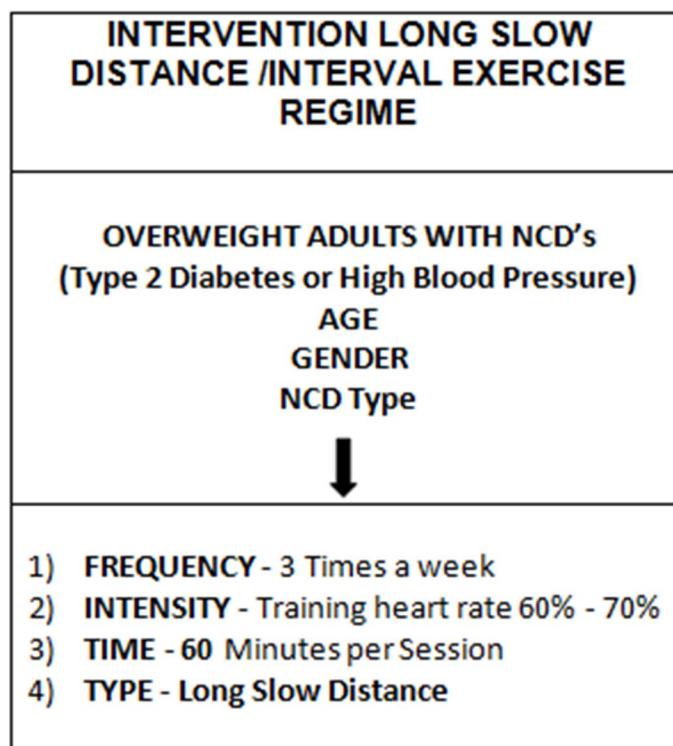 INTERVENTION LONG SLOW
DISTANCE /INTERVAL EXERCISE
REGIME
OVERWEIGHT ADULTS WITH NCD's
(Type 2 Diabetes or High Blood Pressure)
AGE
GENDER
NCD Type
1) FREQUENCY - 3 Times a week
2) INTENSITY - Training heart rate 60% - 70%
3) TIME - 60 Minutes per Session
4) TYPE - Long Slow Distance